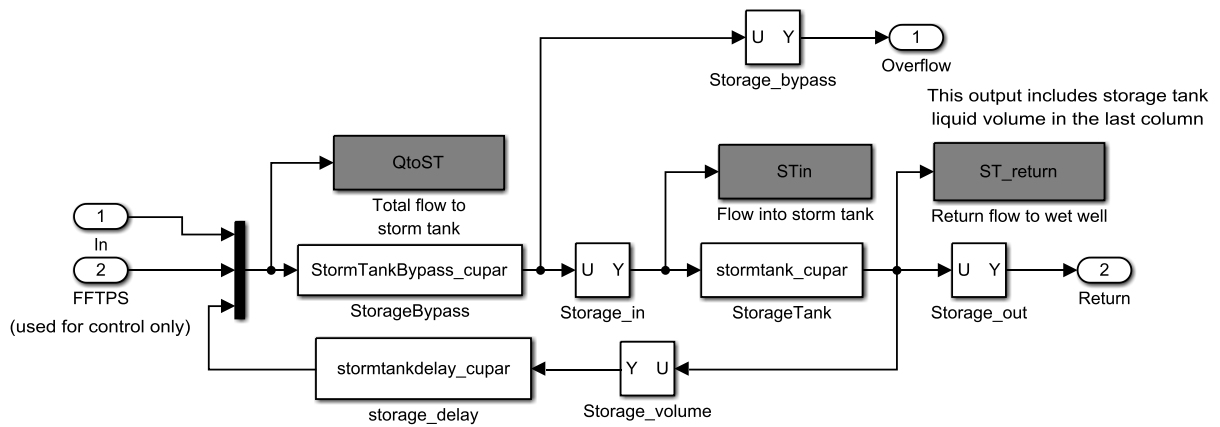 U Y
1
Storage_bypass
Overflow
This output includes storage tank
liquid volume in the last column
QtoST
STin
ST_return
Total flow to
storm tank
Flow into storm tank
Return flow to wet well
1
In
2
FFTPS
(used for control only)
StormTankBypass_cupar
StorageBypass
U Y
Storage_in
stormtank_cupar
StorageTank
U Y
Storage_out
2
Return
stormtankdelay_cupar
storage_delay
Y U
Storage_volume